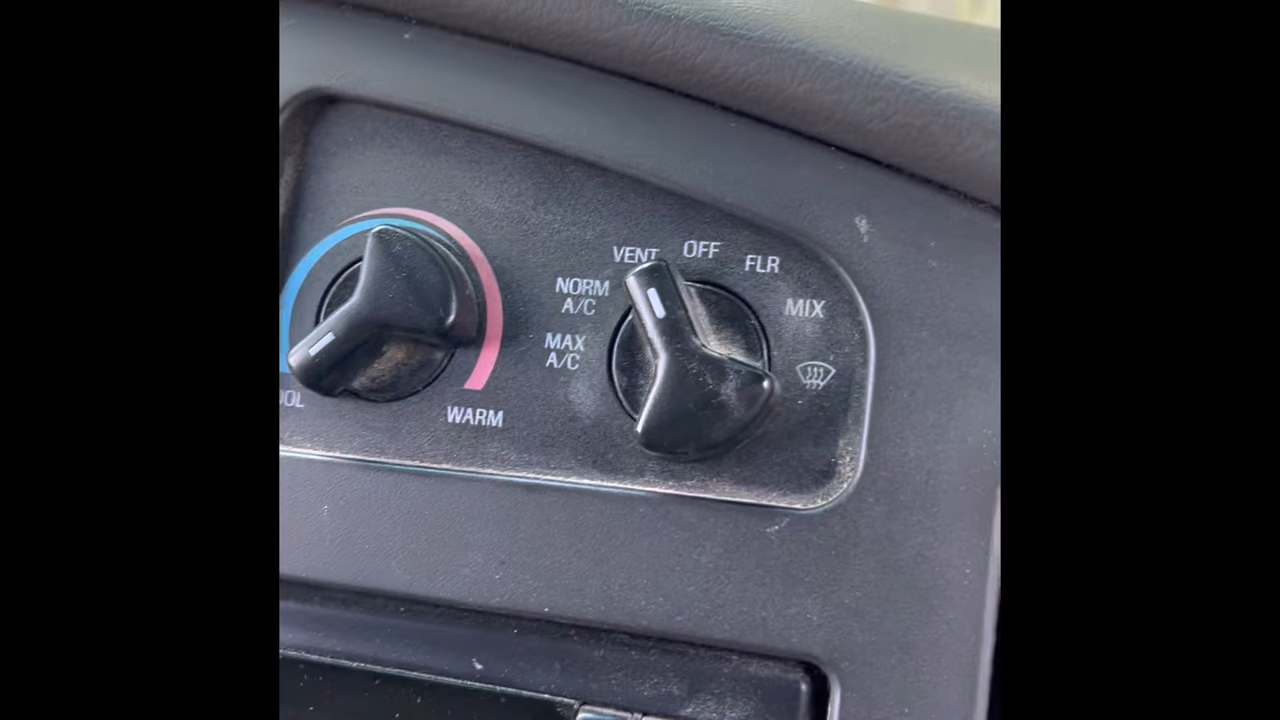 VENT
OFF
FLR
NORM
A/C
MIX
MAX
A/C
OOL
WARM